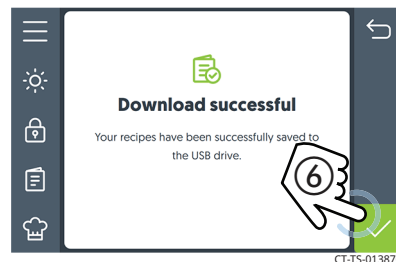 Download successful
Your recipes have been successfully saved to
the USB drive.
6
CT-TS-01387